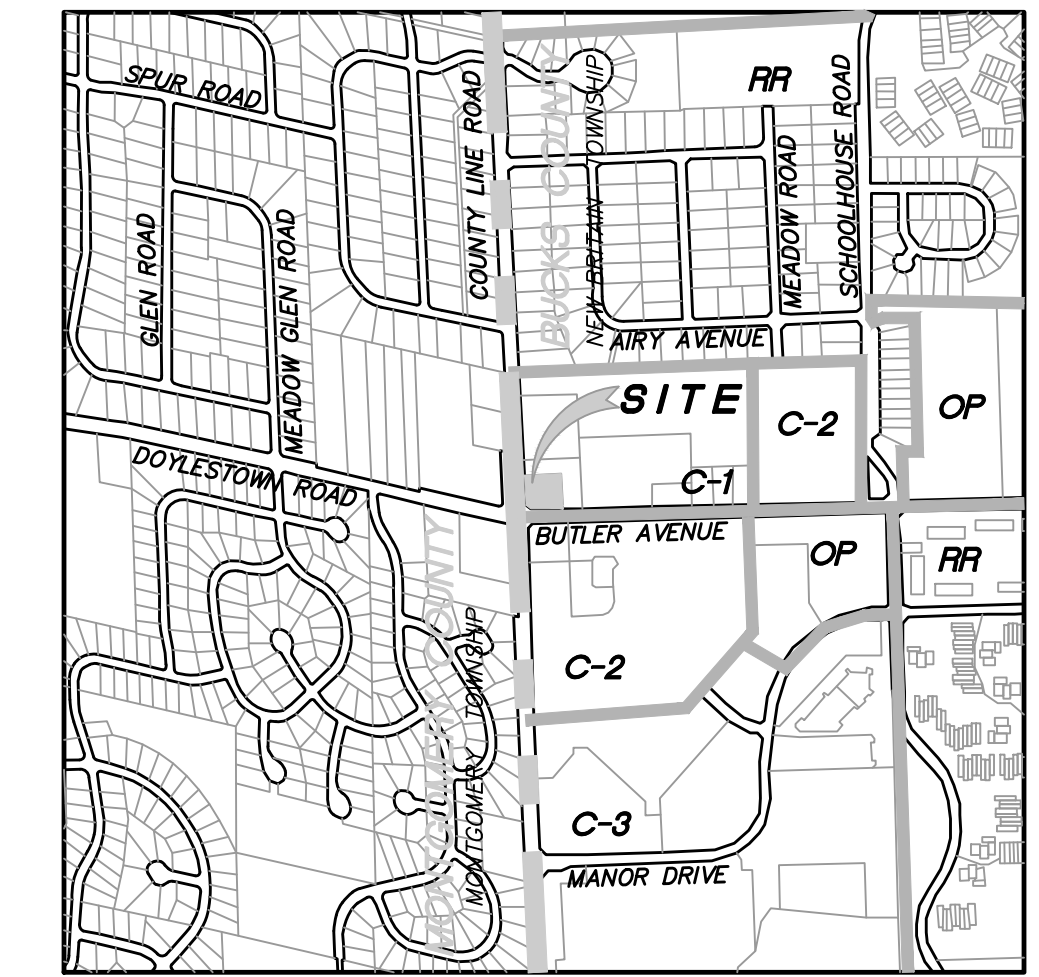 SPUR ROAD
COUNTY LINE ROAD
BUCKS COUNTY
NEW BRITAIN TOWNSHIP
RR
MEADOW ROAD
SCHOOLHOUSE ROAD
GLEN ROAD
MEADOW GLEN ROAD
AIRY AVENUE
SITE
C-2
OP
C-1
DOYLESTOWN ROAD
BUTLER AVENUE
OP
RR
MONTGOMERY COUNTY
MONTGOMERY TOWNSHIP
C-2
C-3
MANOR DRIVE
RR